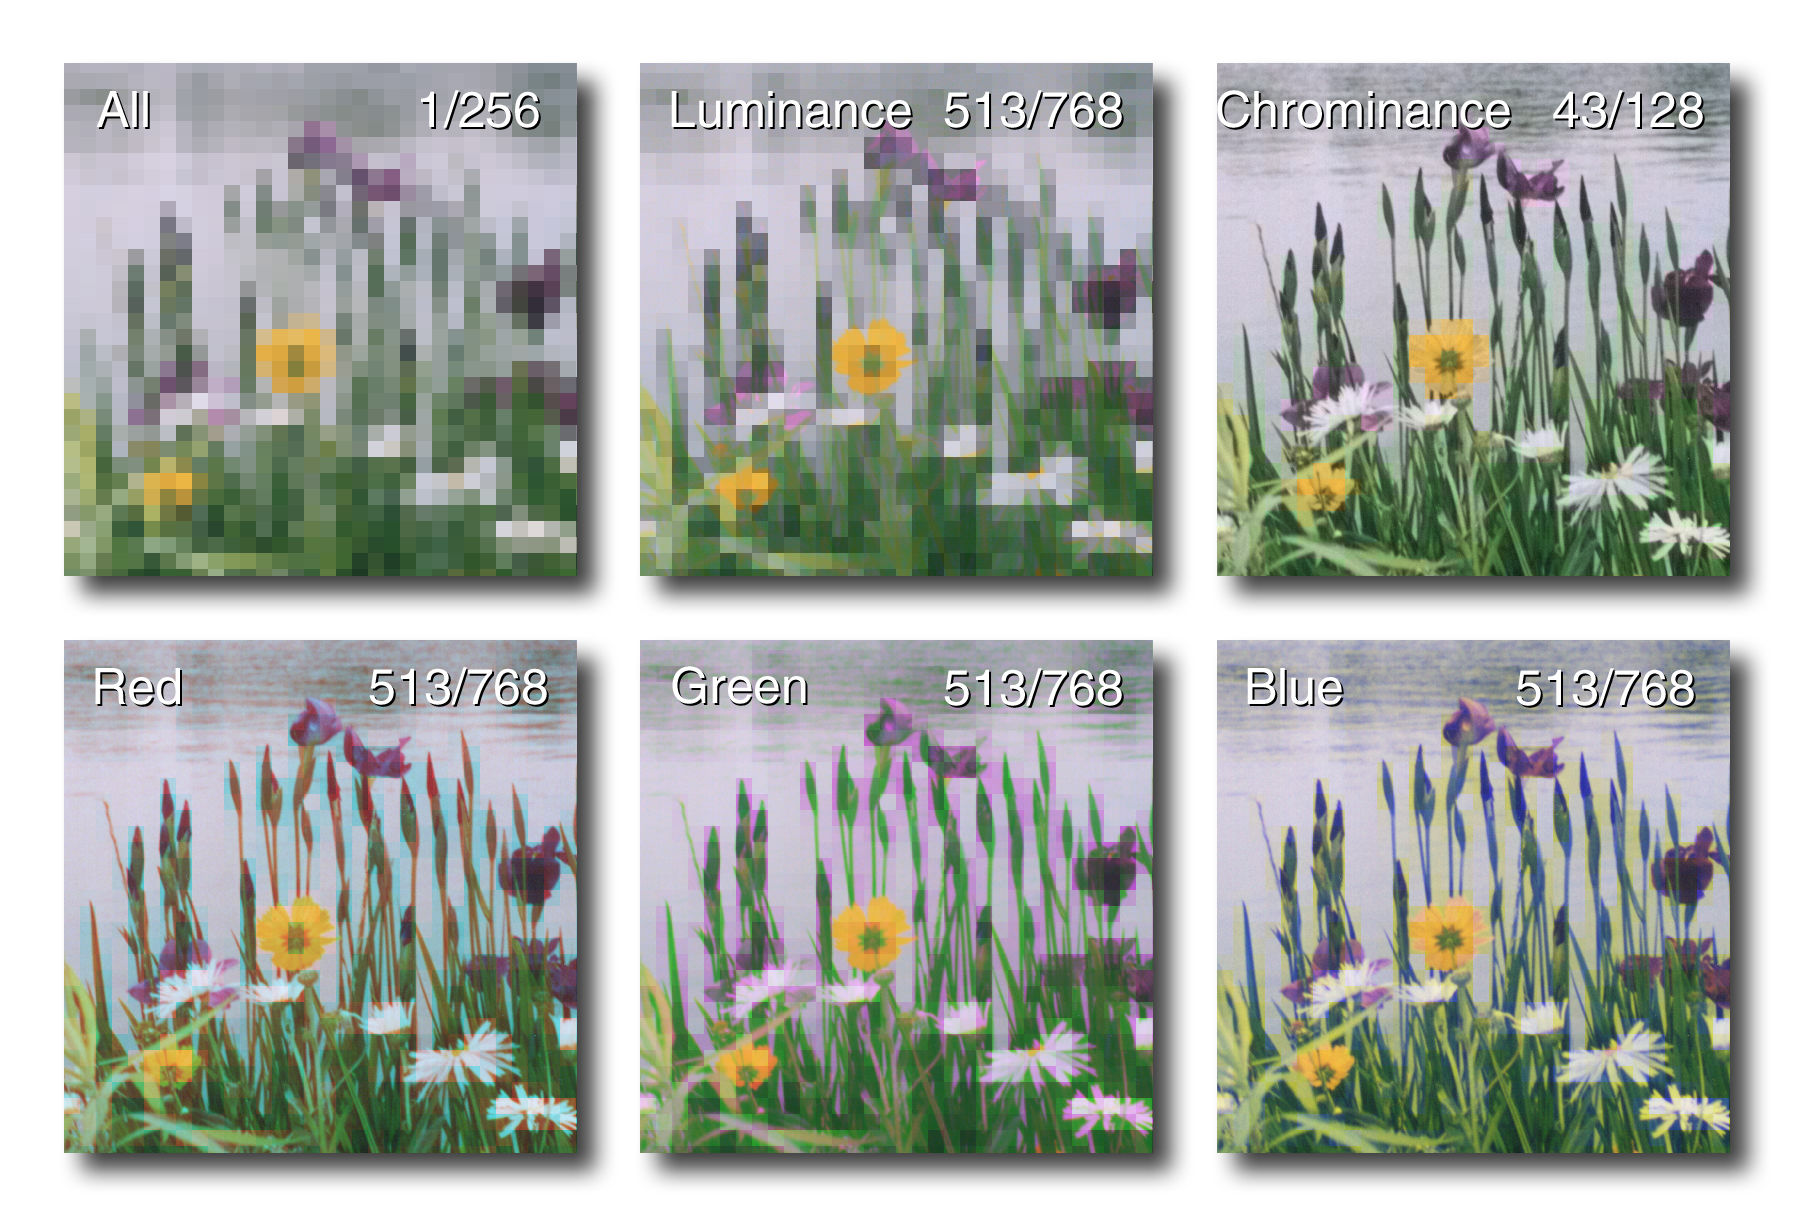 All 1/256
Luminance 513/768
Chrominance 43/128
Red 513/768
Green 513/768
Blue 513/768